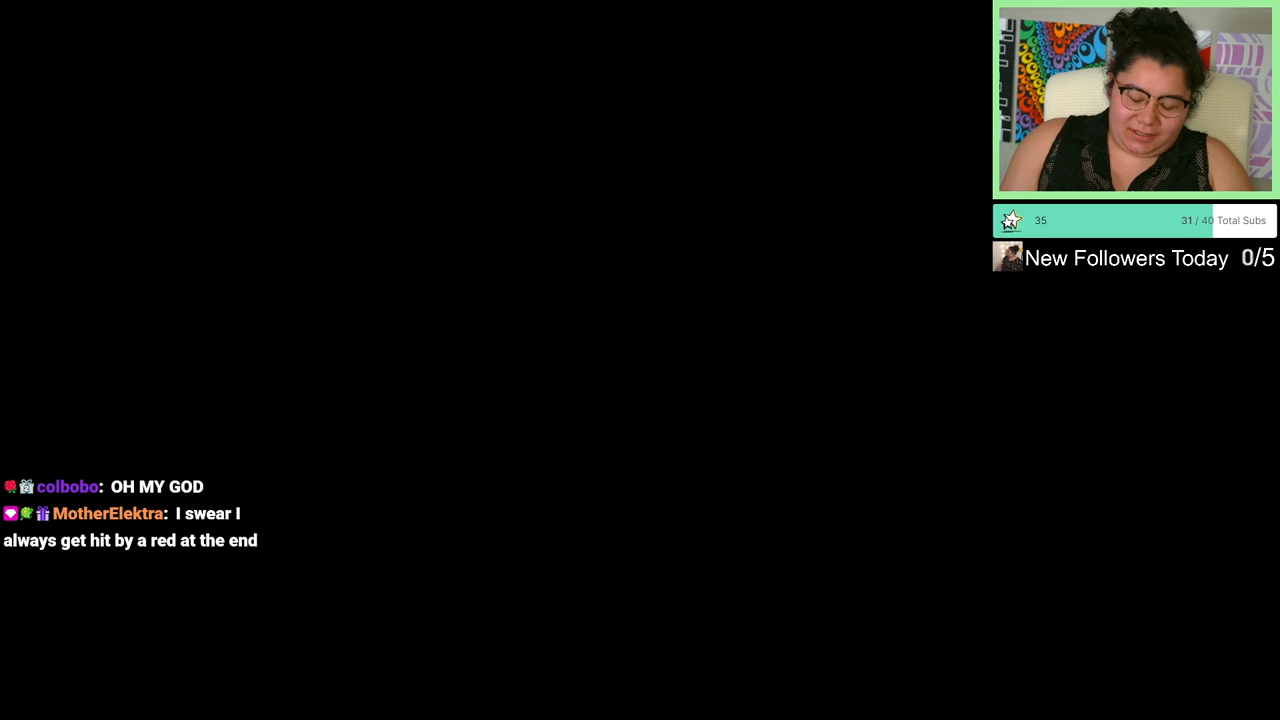 35 31 / 40 Total Subs
New Followers Today 0/5
colbobo: OH MY GOD
MotherElektra: I swear I
always get hit by a red at the end